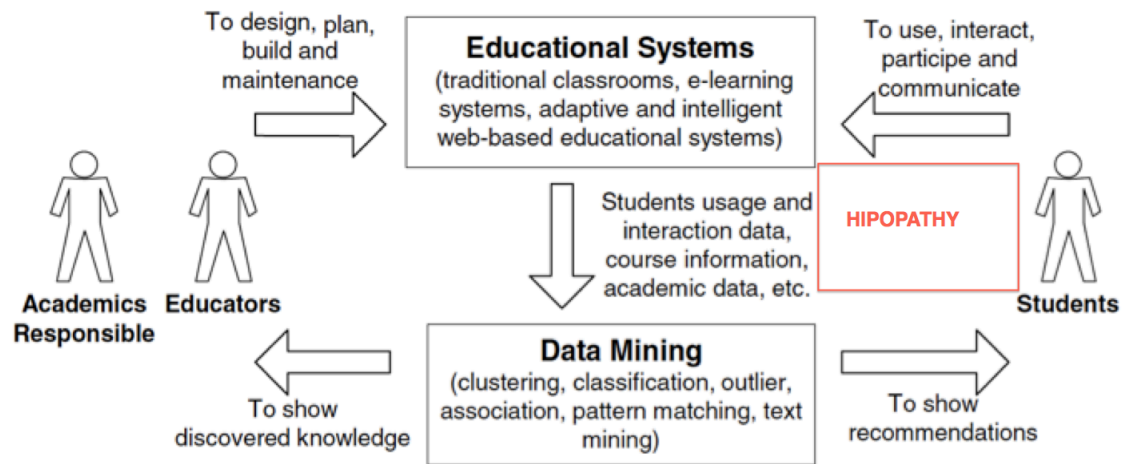 To design, plan,
build and
maintenance
Educational Systems
(traditional classrooms, e-learning
systems, adaptive and intelligent
web-based educational systems)
To use, interact,
participe and
communicate
Students usage and
interaction data,
course information,
academic data, etc.
HIPOPATHY
Academics
Responsible
Educators
Students
Data Mining
(clustering, classification, outlier,
association, pattern matching, text
mining)
To show
discovered knowledge
To show
recommendations